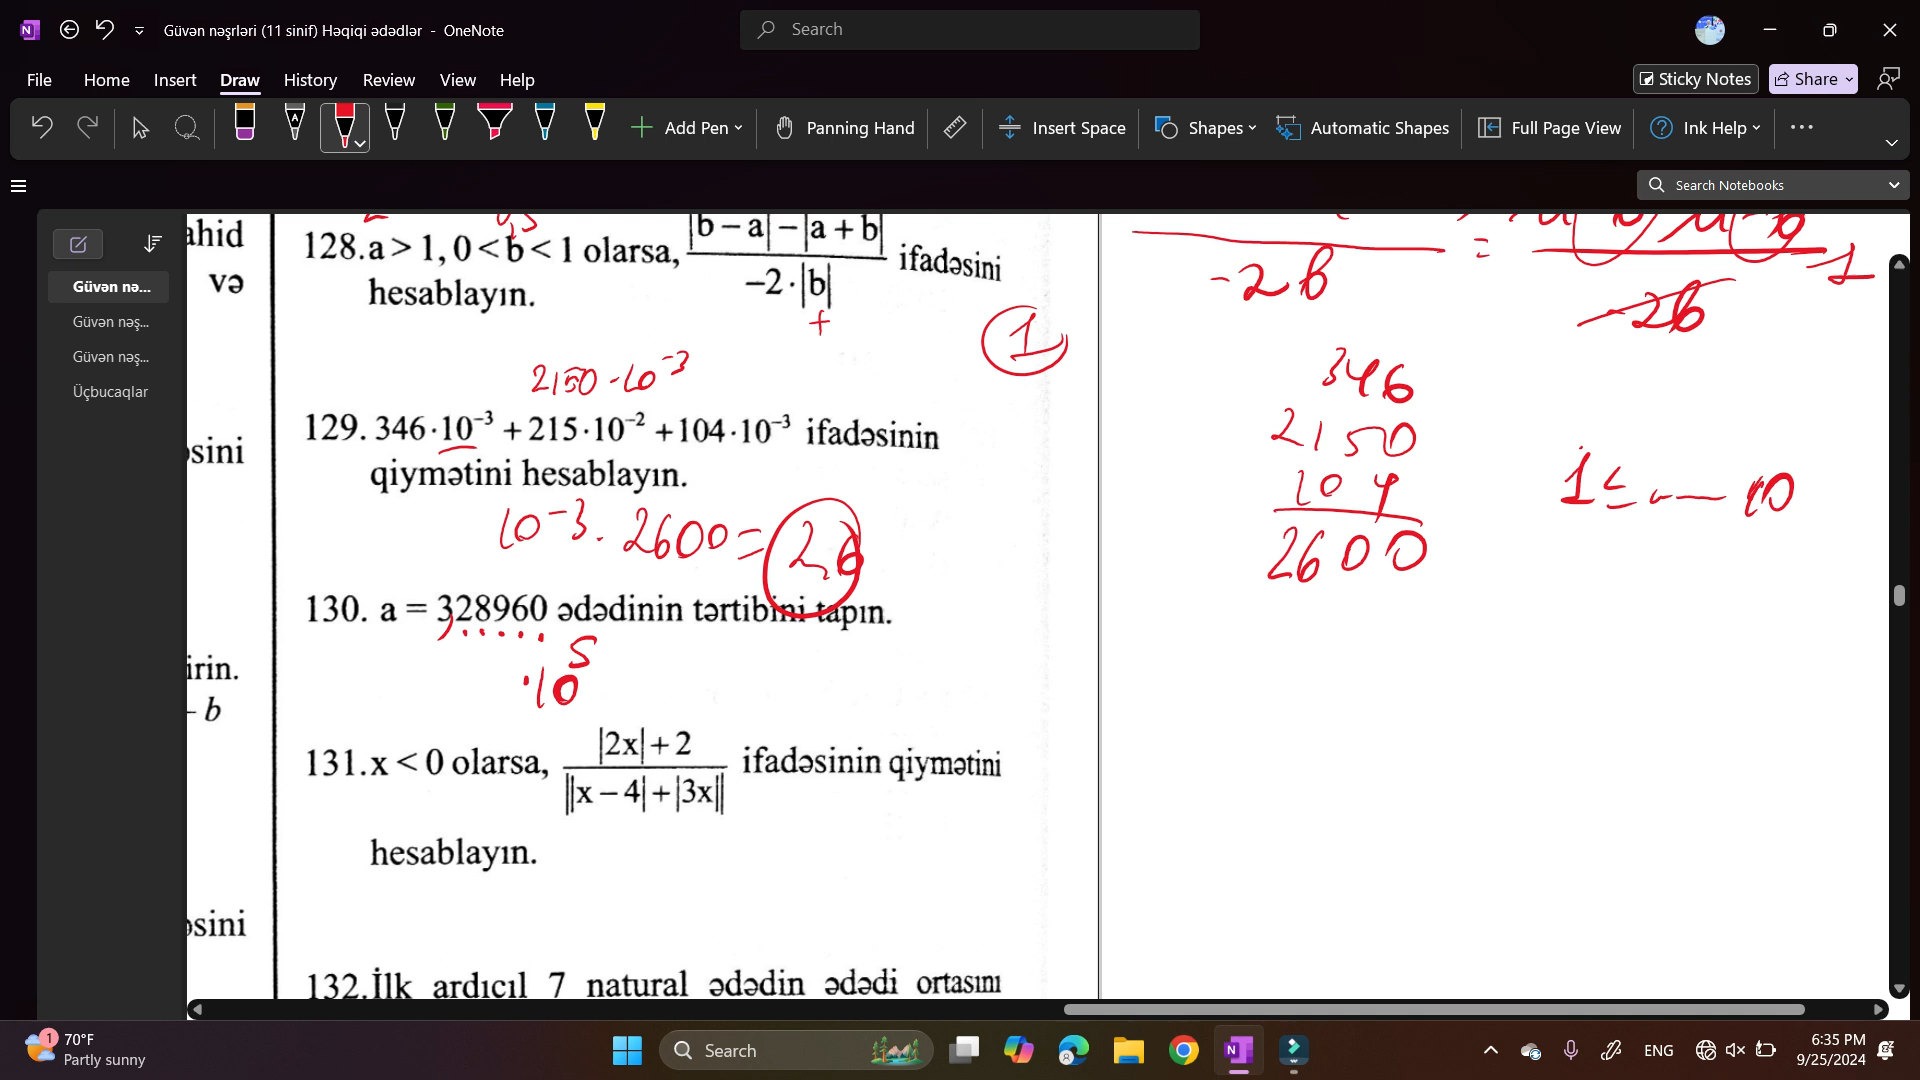 Güvən nəşrləri (11 sinif) Həqiqi ədədlər - OneNote
Search
File Home Insert Draw History Review View Help
Sticky Notes Share
Add Pen Panning Hand Insert Space Shapes Automatic Shapes Full Page View Ink Help
Search Notebooks
Güvən nə...
Güvən nəş...
Güvən nəş...
Üçbucaqlar
ahid
və
əsini
irin.
- b
əsini
128. a > 1, 0 < b < 1 olarsa, |b − a| − |a + b| / −2 · |b| ifadəsini
hesablayın.
+
1
2150 · 10⁻³
129. 346 · 10⁻³ + 215 · 10⁻² + 104 · 10⁻³ ifadəsinin
qiymətini hesablayın.
10⁻³ · 2600 = 2,6
130. a = 328960 ədədinin tərtibini tapın.
· 10⁵
131. x < 0 olarsa, |2x| + 2 / ||x − 4| + |3x|| ifadəsinin qiymətini
hesablayın.
132. İlk ardıcıl 7 natural ədədin ədədi ortasını
-2b
=
-2b
-1
346
2150
104
2600
1 ≤
10
70°F
Partly sunny
1
Search
ENG
6:35 PM
9/25/2024